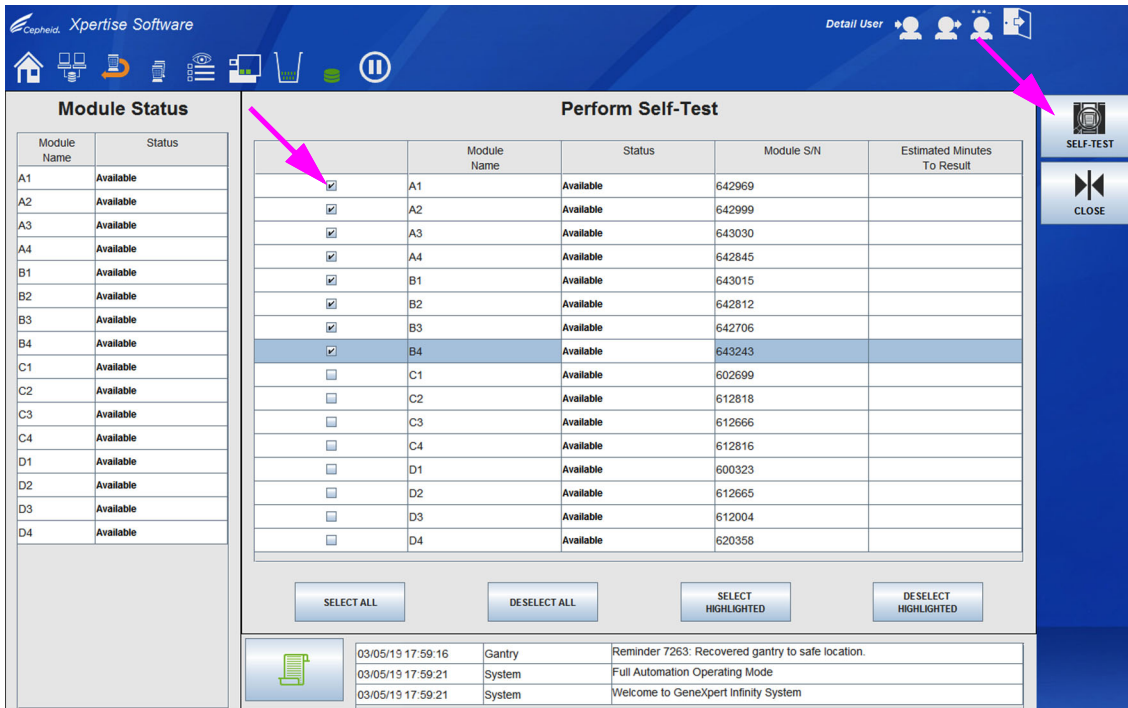 Cepheid. Xpertise Software
Detail User
Module Status
Module Name Status
A1 Available
A2 Available
A3 Available
A4 Available
B1 Available
B2 Available
B3 Available
B4 Available
C1 Available
C2 Available
C3 Available
C4 Available
D1 Available
D2 Available
D3 Available
D4 Available
Perform Self-Test
Module Name Status Module S/N Estimated Minutes To Result
A1 Available 642969
A2 Available 642999
A3 Available 643030
A4 Available 642845
B1 Available 643015
B2 Available 642812
B3 Available 642706
B4 Available 643243
C1 Available 602699
C2 Available 612818
C3 Available 612666
C4 Available 612816
D1 Available 600323
D2 Available 612665
D3 Available 612004
D4 Available 620358
SELECT ALL
DESELECT ALL
SELECT HIGHLIGHTED
DESELECT HIGHLIGHTED
03/05/19 17:59:16 Gantry Reminder 7263: Recovered gantry to safe location.
03/05/19 17:59:21 System Full Automation Operating Mode
03/05/19 17:59:21 System Welcome to GeneXpert Infinity System
SELF-TEST
CLOSE